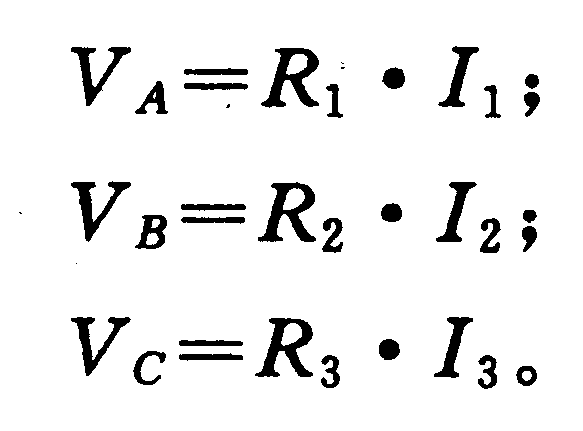 V_A=R_1·I_1;
V_B=R_2·I_2;
V_C=R_3·I_3。